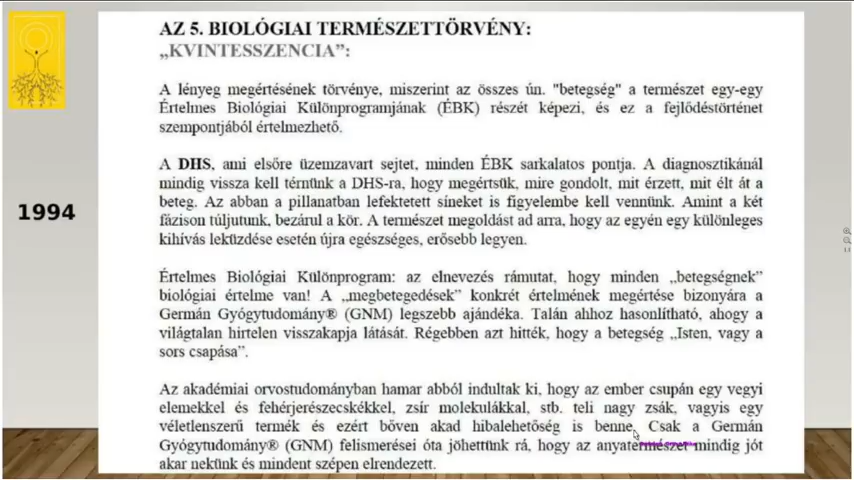 AZ 5. BIOLÓGIAI TERMÉSZETTÖRVÉNY:
„KVINTESSZENCIA”:
A lényeg megértésének törvénye, miszerint az összes ún. "betegség" a természet egy-egy
Értelmes Biológiai Különprogramjának (ÉBK) részét képezi, és ez a fejlődéstörténet
szempontjából értelmezhető.
1994
A DHS, ami elsőre üzemzavart sejtet, minden ÉBK sarkalatos pontja. A diagnosztikánál
mindig vissza kell térnünk a DHS-ra, hogy megértsük, mire gondolt, mit érzett, mit élt át a
beteg. Az abban a pillanatban lefektetett síneket is figyelembe kell vennünk. Amint a két
fázison túljutunk, bezárul a kör. A természet megoldást ad arra, hogy az egyén egy különleges
kihívás leküzdése esetén újra egészséges, erősebb legyen.
Értelmes Biológiai Különprogram: az elnevezés rámutat, hogy minden „betegségnek”
biológiai értelme van! A „megbetegedések” konkrét értelmének megértése bizonyára a
Germán Gyógytudomány® (GNM) legszebb ajándéka. Talán ahhoz hasonlítható, ahogy a
világtalan hirtelen visszakapja látását. Régebben azt hitték, hogy a betegség „Isten, vagy a
sors csapása”.
Az akadémiai orvostudományban hamar abból indultak ki, hogy az ember csupán egy vegyi
elemekkel és fehérjerészecskékkel, zsír molekulákkal, stb. teli nagy zsák, vagyis egy
véletlenszerű termék és ezért bőven akad hibalehetőség is benne. Csak a Germán
Gyógytudomány® (GNM) felismerései óta jöhettünk rá, hogy az anyatermészet mindig jót
akar nekünk és mindent szépen elrendezett.